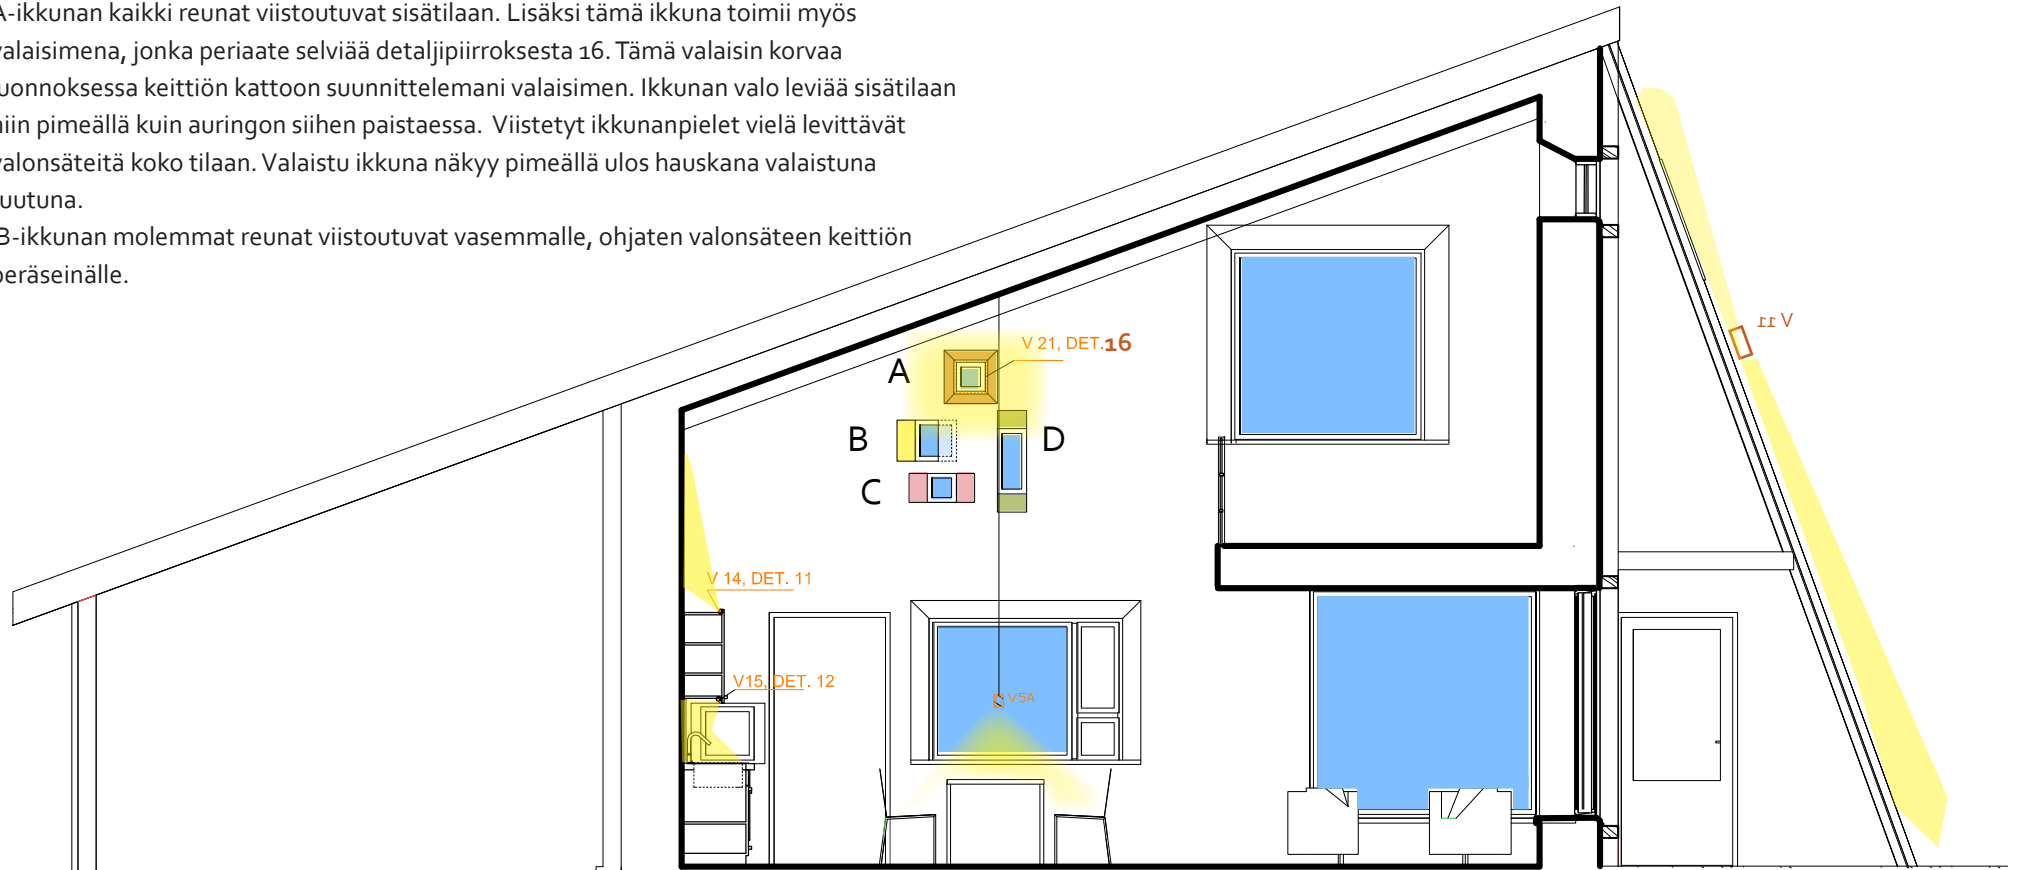 A-ikkunan kaikki reunat viistoutuvat sisätilaan. Lisäksi tämä ikkuna toimii myös
valaisimena, jonka periaate selviää detaljipiirroksesta 16. Tämä valaisin korvaa
luonnoksessa keittiön kattoon suunnittelemani valaisimen. Ikkunan valo leviää sisätilaan
niin pimeällä kuin auringon siihen paistaessa. Viistetyt ikkunanpielet vielä levittävät
valonsäteitä koko tilaan. Valaistu ikkuna näkyy pimeällä ulos hauskana valaistuna
ruutuna.
B-ikkunan molemmat reunat viistoutuvat vasemmalle, ohjaten valonsäteen keittiön
peräseinälle.
V 11
V 21, DET.16
A
B
D
C
V 14, DET. 11
V15, DET. 12
V5A